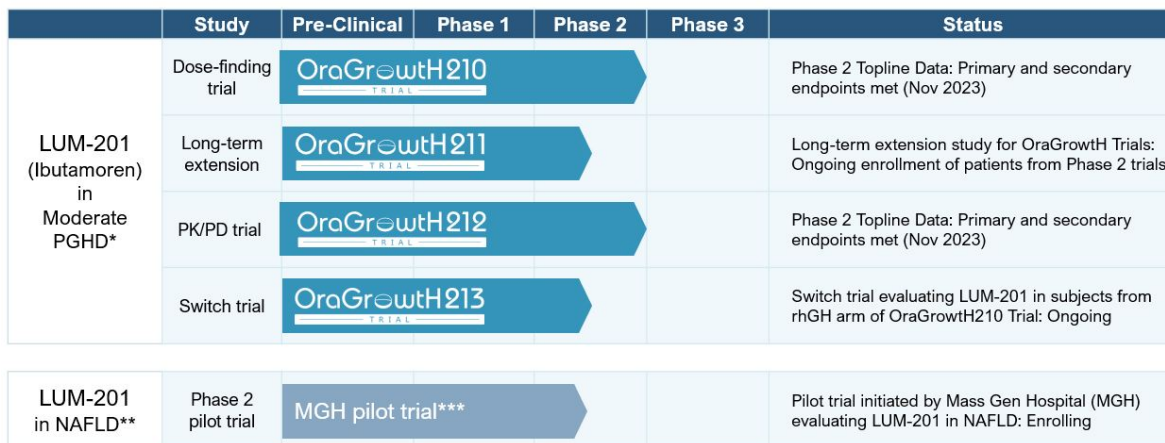 Study Pre-Clinical Phase 1 Phase 2 Phase 3 Status
LUM-201
(Ibutamoren)
in
Moderate
PGHD*
Dose-finding
trial
OraGrowtH210
TRIAL
Phase 2 Topline Data: Primary and secondary
endpoints met (Nov 2023)
Long-term
extension
OraGrowtH211
TRIAL
Long-term extension study for OraGrowtH Trials:
Ongoing enrollment of patients from Phase 2 trials
PK/PD trial
OraGrowtH212
TRIAL
Phase 2 Topline Data: Primary and secondary
endpoints met (Nov 2023)
Switch trial
OraGrowtH213
TRIAL
Switch trial evaluating LUM-201 in subjects from
rhGH arm of OraGrowtH210 Trial: Ongoing
LUM-201
in NAFLD**
Phase 2
pilot trial
MGH pilot trial***
Pilot trial initiated by Mass Gen Hospital (MGH)
evaluating LUM-201 in NAFLD: Enrolling